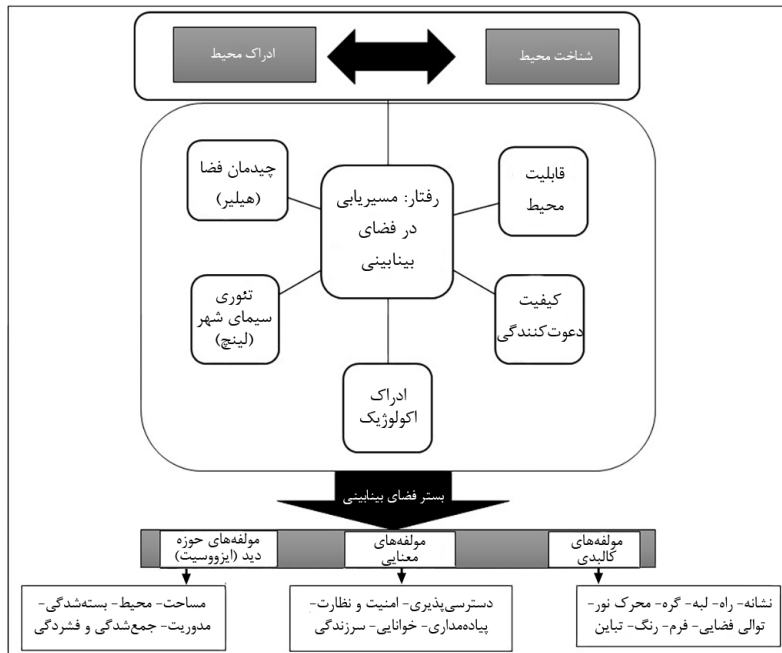 شناخت محیط
ادراک محیط
قابلیت
محیط
چیدمان فضا
(هیلیر)
رفتار: مسیریابی
در فضای
بینابینی
کیفیت
دعوت‌کنندگی
تئوری
سیمای شهر
(لینچ)
ادراک
اکولوژیک
بستر فضای بینابینی
مولفه‌های
کالبدی
مولفه‌های
معنایی
مولفه‌های حوزه
دید (ایزووسیت)
نشانه- راه- لبه- گره- محرک نور-
توالی فضایی- فرم- رنگ- تباین
دسترسی‌پذیری- امنیت و نظارت-
پیاده‌مداری- خوانایی- سرزندگی
مساحت- محیط- بسته‌شدگی-
مدوریت- جمع‌شدگی و فشردگی